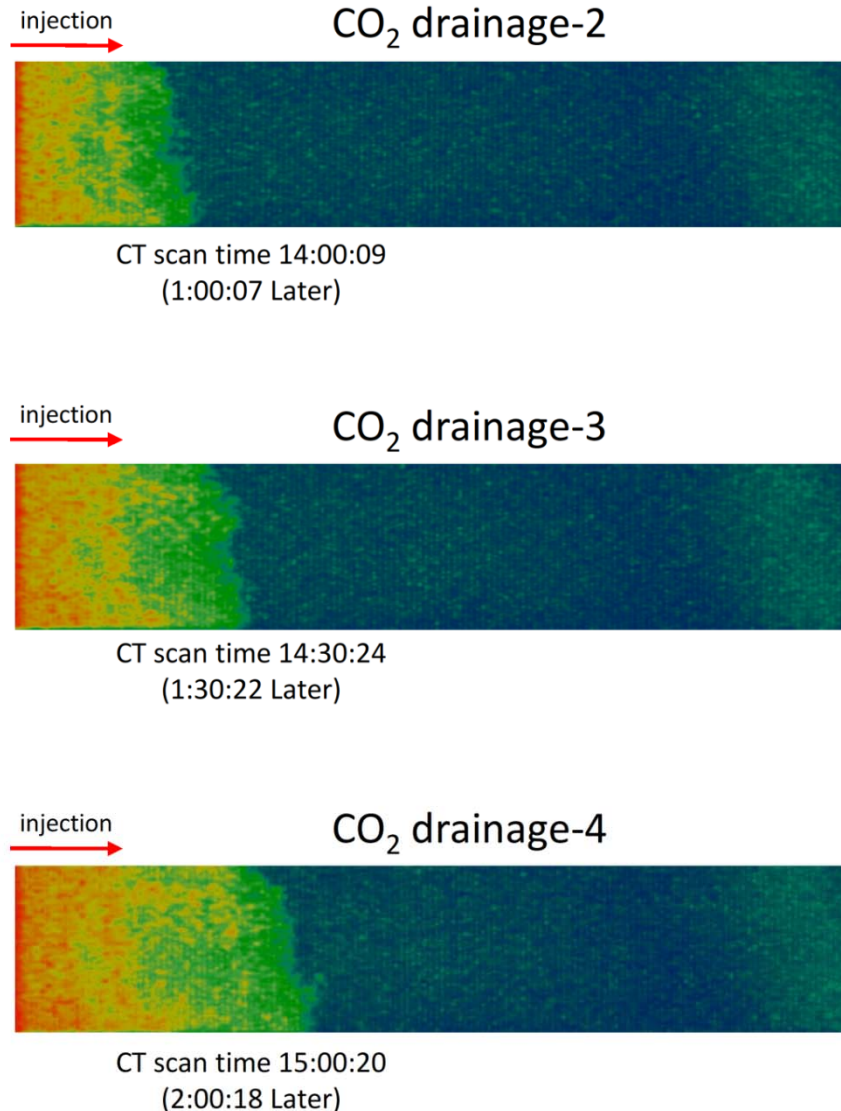 injection
CO₂ drainage-2
CT scan time 14:00:09
(1:00:07 Later)
injection
CO₂ drainage-3
CT scan time 14:30:24
(1:30:22 Later)
injection
CO₂ drainage-4
CT scan time 15:00:20
(2:00:18 Later)